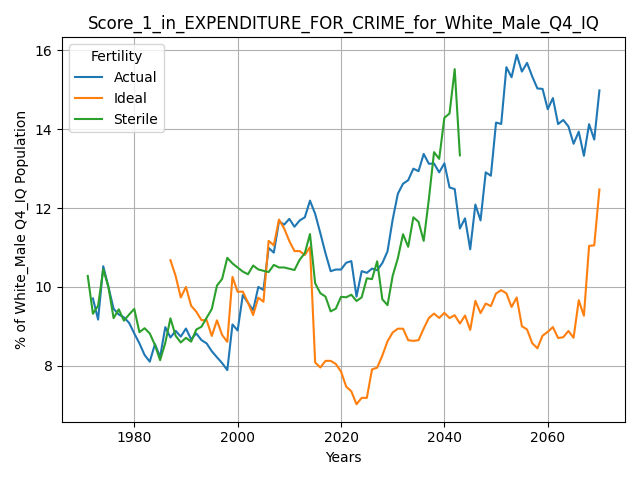 Score_1_in_EXPENDITURE_FOR_CRIME_for_White_Male_Q4_IQ
Fertility
Actual
Ideal
Sterile
% of White_Male Q4_IQ Population
16
14
12
10
8
1980
2000
2020
2040
2060
Years